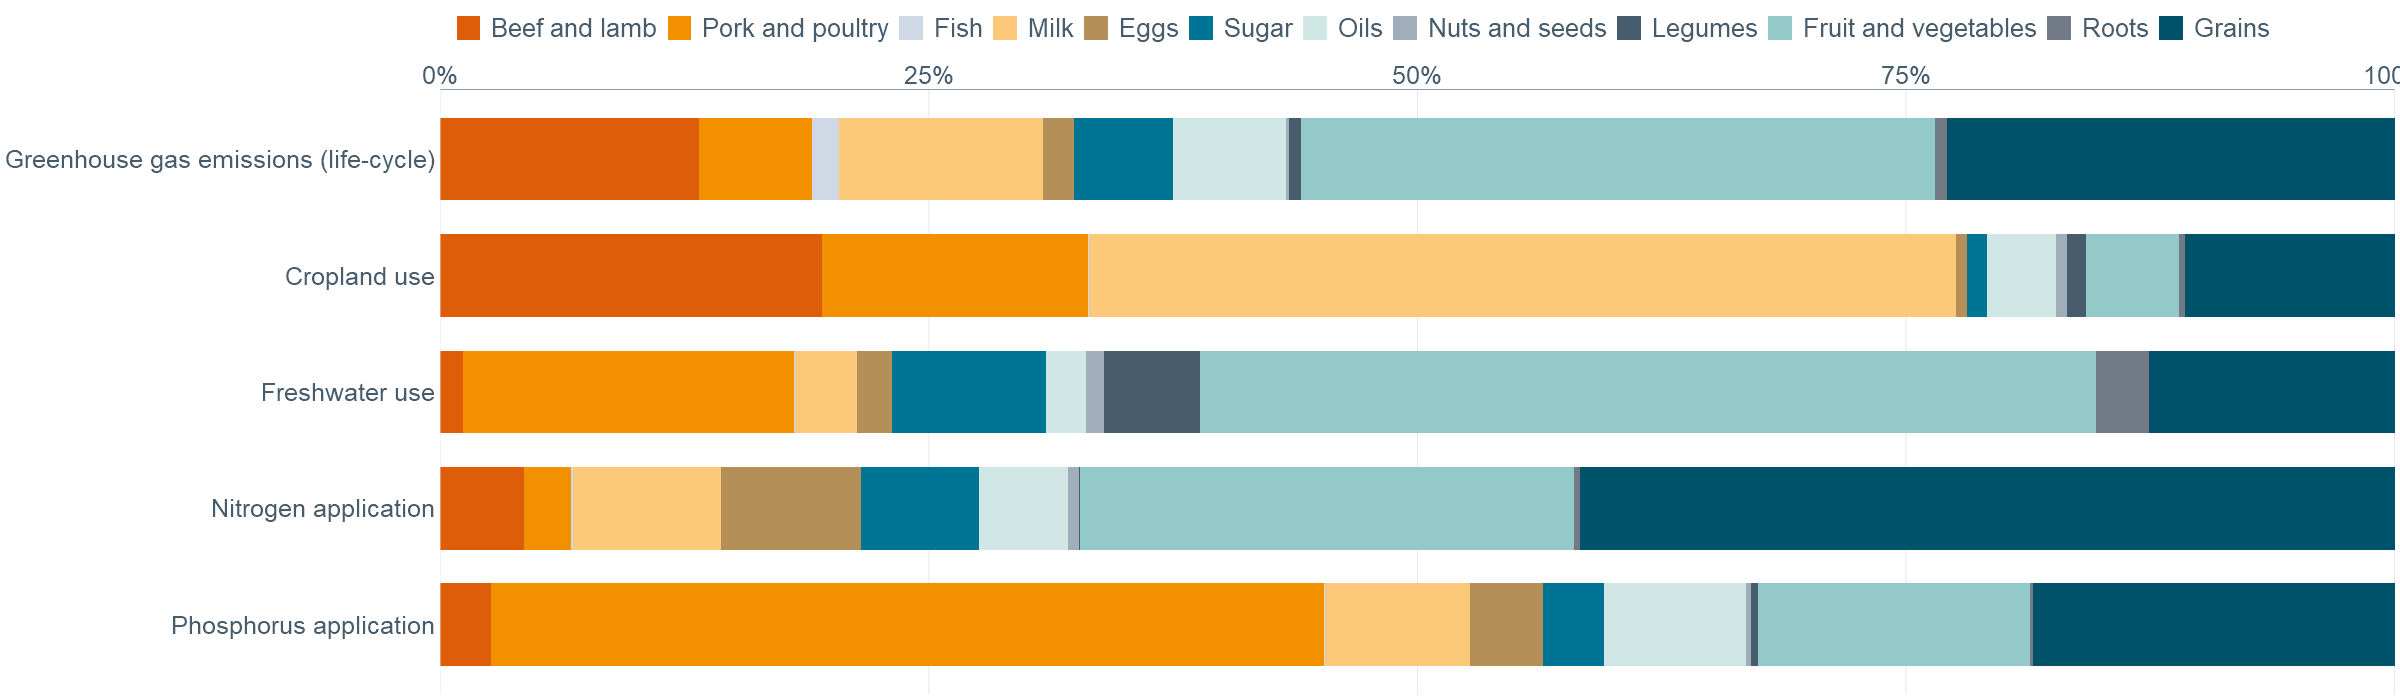 Beef and lamb Pork and poultry Fish Milk Eggs Sugar Oils Nuts and seeds Legumes Fruit and vegetables Roots Grains
0% 25% 50% 75% 100
Greenhouse gas emissions (life-cycle)
Cropland use
Freshwater use
Nitrogen application
Phosphorus application